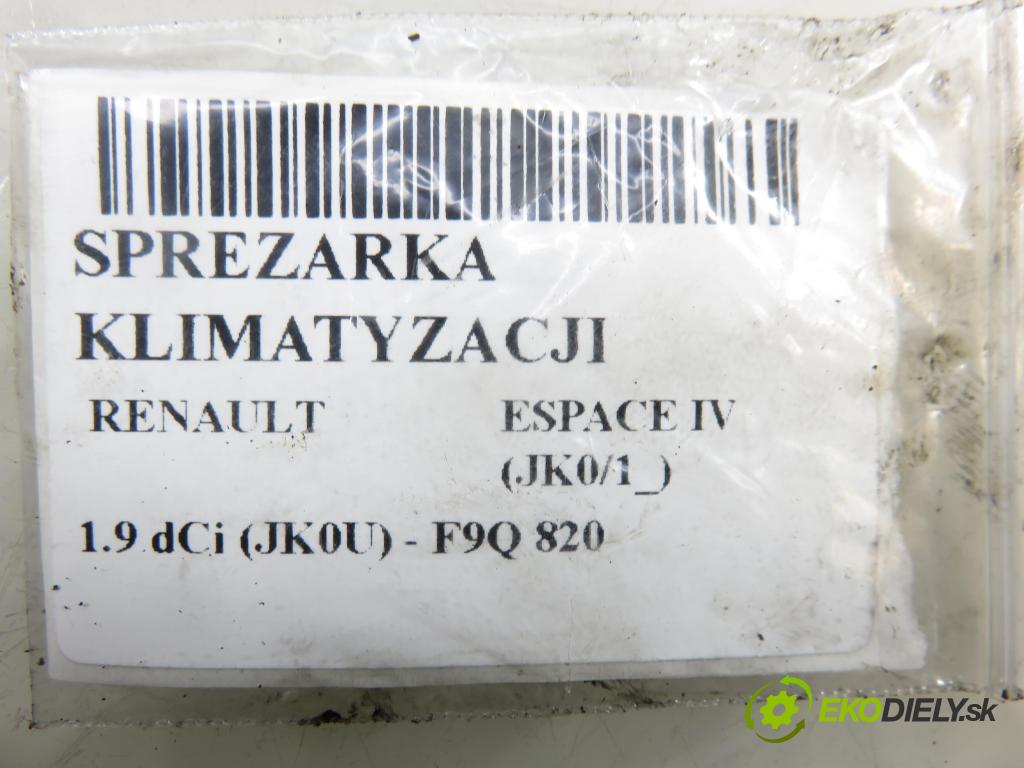 SPREZARKA
KLIMATYZACJI
RENAULT ESPACE IV
(JK0/1_)
1.9 dCi (JK0U) - F9Q 820
EKODIELY.sk